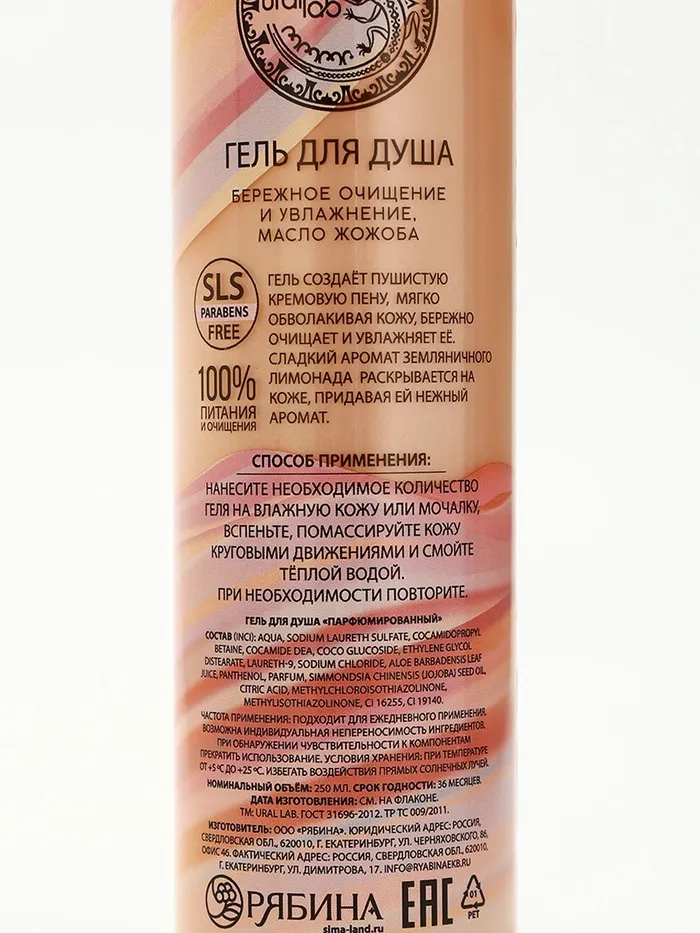 Ural lab
ГЕЛЬ ДЛЯ ДУША
БЕРЕЖНОЕ ОЧИЩЕНИЕ
И УВЛАЖНЕНИЕ,
МАСЛО ЖОЖОБА
SLS
PARABENS
FREE
100%
ПИТАНИЯ
И ОЧИЩЕНИЯ
ГЕЛЬ СОЗДАЁТ ПУШИСТУЮ
КРЕМОВУЮ ПЕНУ, МЯГКО
ОБВОЛАКИВАЯ КОЖУ, БЕРЕЖНО
ОЧИЩАЕТ И УВЛАЖНЯЕТ ЕЁ.
СЛАДКИЙ АРОМАТ ЗЕМЛЯНИЧНОГО
ЛИМОНАДА РАСКРЫВАЕТСЯ НА
КОЖЕ, ПРИДАВАЯ ЕЙ НЕЖНЫЙ
АРОМАТ.
СПОСОБ ПРИМЕНЕНИЯ:
НАНЕСИТЕ НЕОБХОДИМОЕ КОЛИЧЕСТВО
ГЕЛЯ НА ВЛАЖНУЮ КОЖУ ИЛИ МОЧАЛКУ,
ВСПЕНЬТЕ, ПОМАССИРУЙТЕ КОЖУ
КРУГОВЫМИ ДВИЖЕНИЯМИ И СМОЙТЕ
ТЁПЛОЙ ВОДОЙ.
ПРИ НЕОБХОДИМОСТИ ПОВТОРИТЕ.
ГЕЛЬ ДЛЯ ДУША «ПАРФЮМИРОВАННЫЙ»
СОСТАВ (INCI): AQUA, SODIUM LAURETH SULFATE, COCAMIDOPROPYL
BETAINE, COCAMIDE DEA, COCO GLUCOSIDE, ETHYLENE GLYCOL
DISTEARATE, LAURETH-9, SODIUM CHLORIDE, ALOE BARBADENSIS LEAF
JUICE, PANTHENOL, PARFUM, SIMMONDSIA CHINENSIS (JOJOBA) SEED OIL,
CITRIC ACID, METHYLCHLOROISOTHIAZOLINONE,
METHYLISOTHIAZOLINONE, CI 16255, CI 19140.
ЧАСТОТА ПРИМЕНЕНИЯ: ПОДХОДИТ ДЛЯ ЕЖЕДНЕВНОГО ПРИМЕНЕНИЯ.
ВОЗМОЖНА ИНДИВИДУАЛЬНАЯ НЕПЕРЕНОСИМОСТЬ ИНГРЕДИЕНТОВ.
ПРИ ОБНАРУЖЕНИИ ЧУВСТВИТЕЛЬНОСТИ К КОМПОНЕНТАМ
ПРЕКРАТИТЬ ИСПОЛЬЗОВАНИЕ. УСЛОВИЯ ХРАНЕНИЯ: ПРИ ТЕМПЕРАТУРЕ
ОТ +5 °С ДО +25 °С. ИЗБЕГАТЬ ВОЗДЕЙСТВИЯ ПРЯМЫХ СОЛНЕЧНЫХ ЛУЧЕЙ.
НОМИНАЛЬНЫЙ ОБЪЁМ: 250 МЛ. СРОК ГОДНОСТИ: 36 МЕСЯЦЕВ.
ДАТА ИЗГОТОВЛЕНИЯ: СМ. НА ФЛАКОНЕ.
ТМ: URAL LAB. ГОСТ 31696-2012. ТР ТС 009/2011.
ИЗГОТОВИТЕЛЬ: ООО «РЯБИНА». ЮРИДИЧЕСКИЙ АДРЕС: РОССИЯ,
СВЕРДЛОВСКАЯ ОБЛ., 620010, Г. ЕКАТЕРИНБУРГ, УЛ. ЧЕРНЯХОВСКОГО, 86,
ОФИС 46. ФАКТИЧЕСКИЙ АДРЕС: РОССИЯ, СВЕРДЛОВСКАЯ ОБЛ., 620010,
Г. ЕКАТЕРИНБУРГ, УЛ. ДИМИТРОВА, 17. INFO@RYABINAEKB.RU
РЯБИНА EAC 01 PET
sima-land.ru